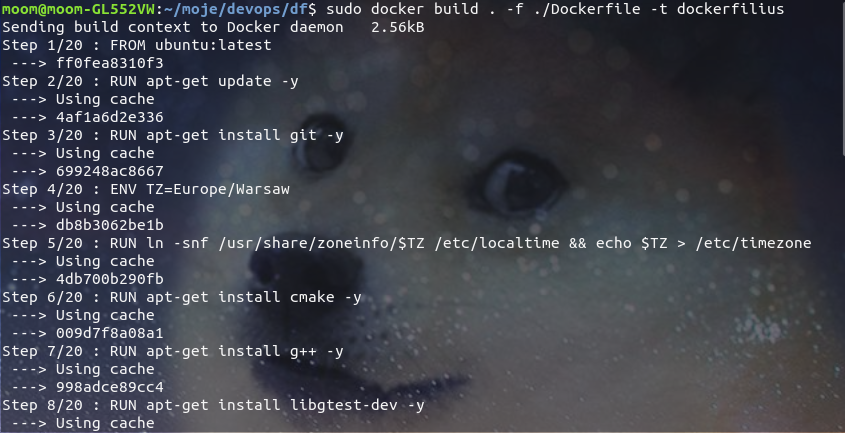 moom@moom-GL552VW:~/moje/devops/df$ sudo docker build . -f ./Dockerfile -t dockerfilius
Sending build context to Docker daemon   2.56kB
Step 1/20 : FROM ubuntu:latest
 ---> ff0fea8310f3
Step 2/20 : RUN apt-get update -y
 ---> Using cache
 ---> 4af1a6d2e336
Step 3/20 : RUN apt-get install git -y
 ---> Using cache
 ---> 699248ac8667
Step 4/20 : ENV TZ=Europe/Warsaw
 ---> Using cache
 ---> db8b3062be1b
Step 5/20 : RUN ln -snf /usr/share/zoneinfo/$TZ /etc/localtime && echo $TZ > /etc/timezone
 ---> Using cache
 ---> 4db700b290fb
Step 6/20 : RUN apt-get install cmake -y
 ---> Using cache
 ---> 009d7f8a08a1
Step 7/20 : RUN apt-get install g++ -y
 ---> Using cache
 ---> 998adce89cc4
Step 8/20 : RUN apt-get install libgtest-dev -y
 ---> Using cache